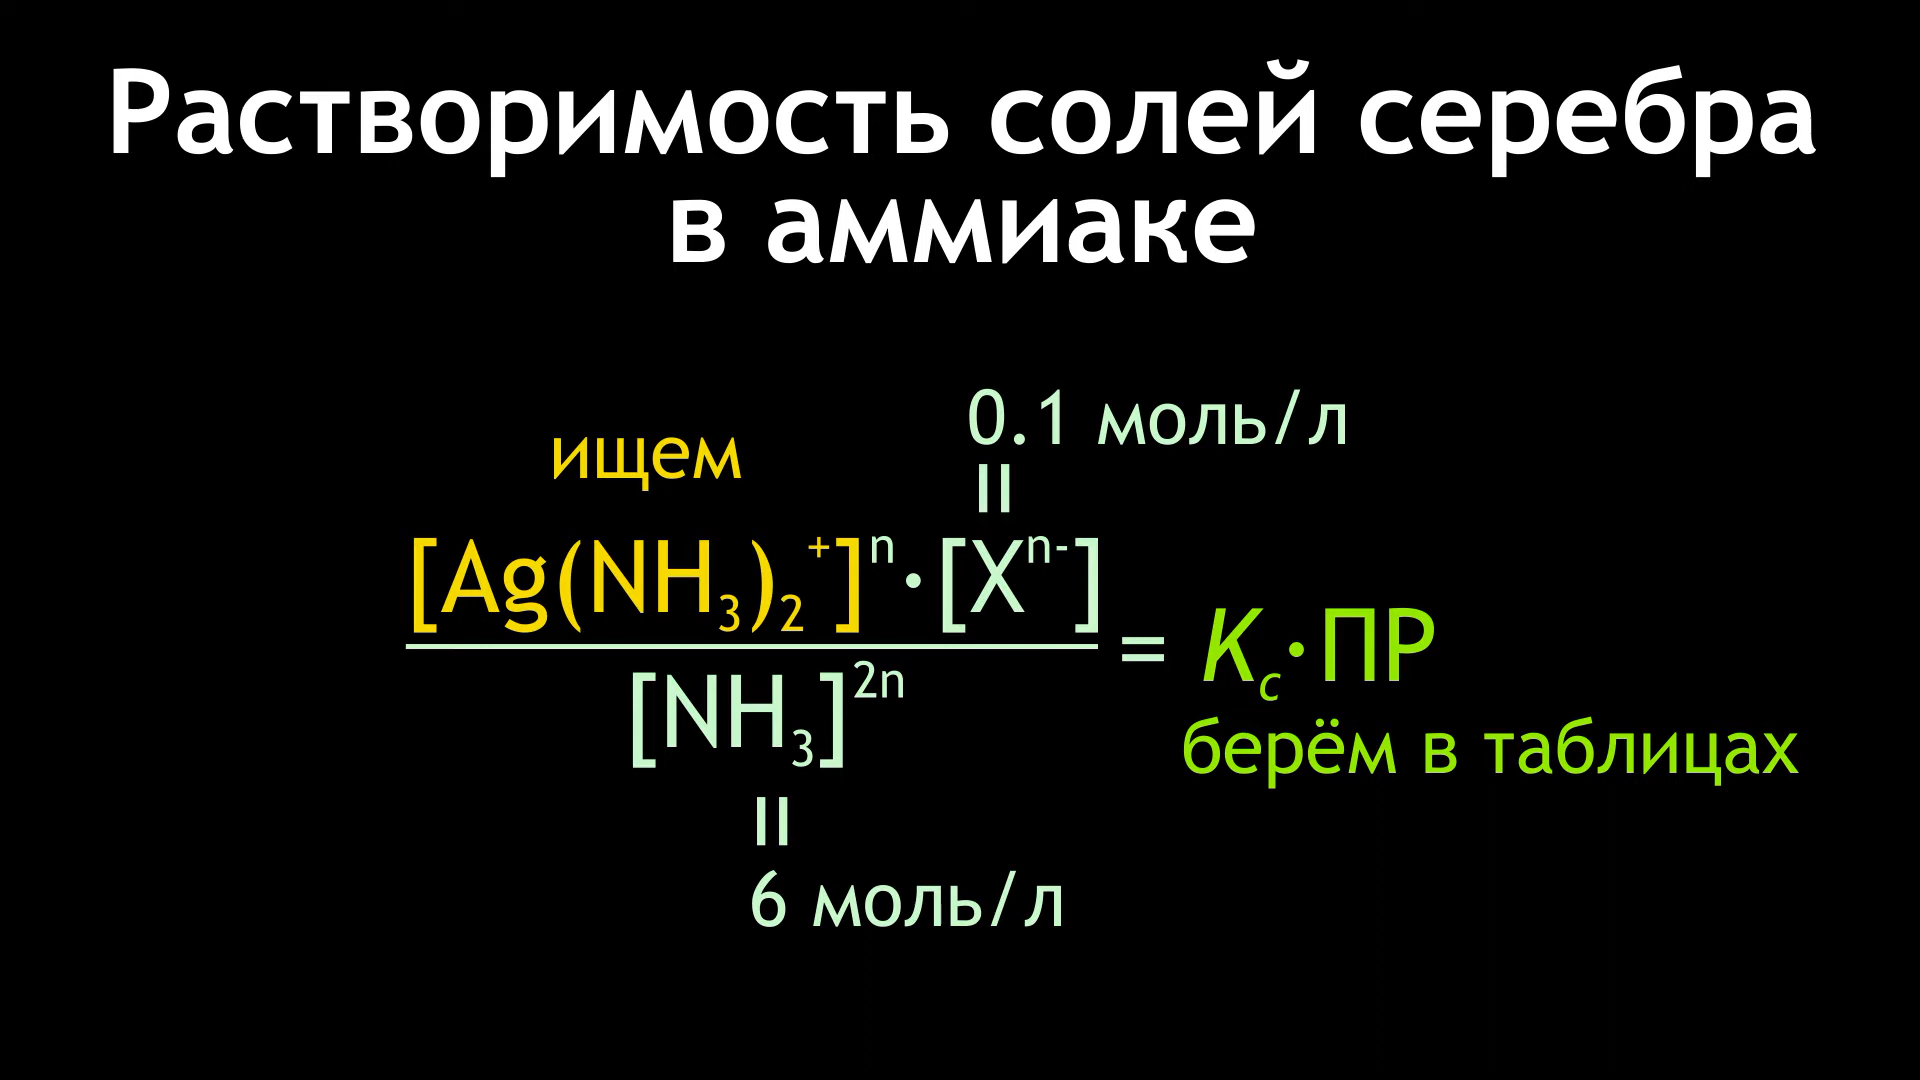 Растворимость солей серебра
в аммиаке
0.1 моль/л
ищем
=
[Ag(NH₃)₂⁺]ⁿ·[Xⁿ⁻]
= K꜀·ПР
[NH₃]²ⁿ
берём в таблицах
=
6 моль/л